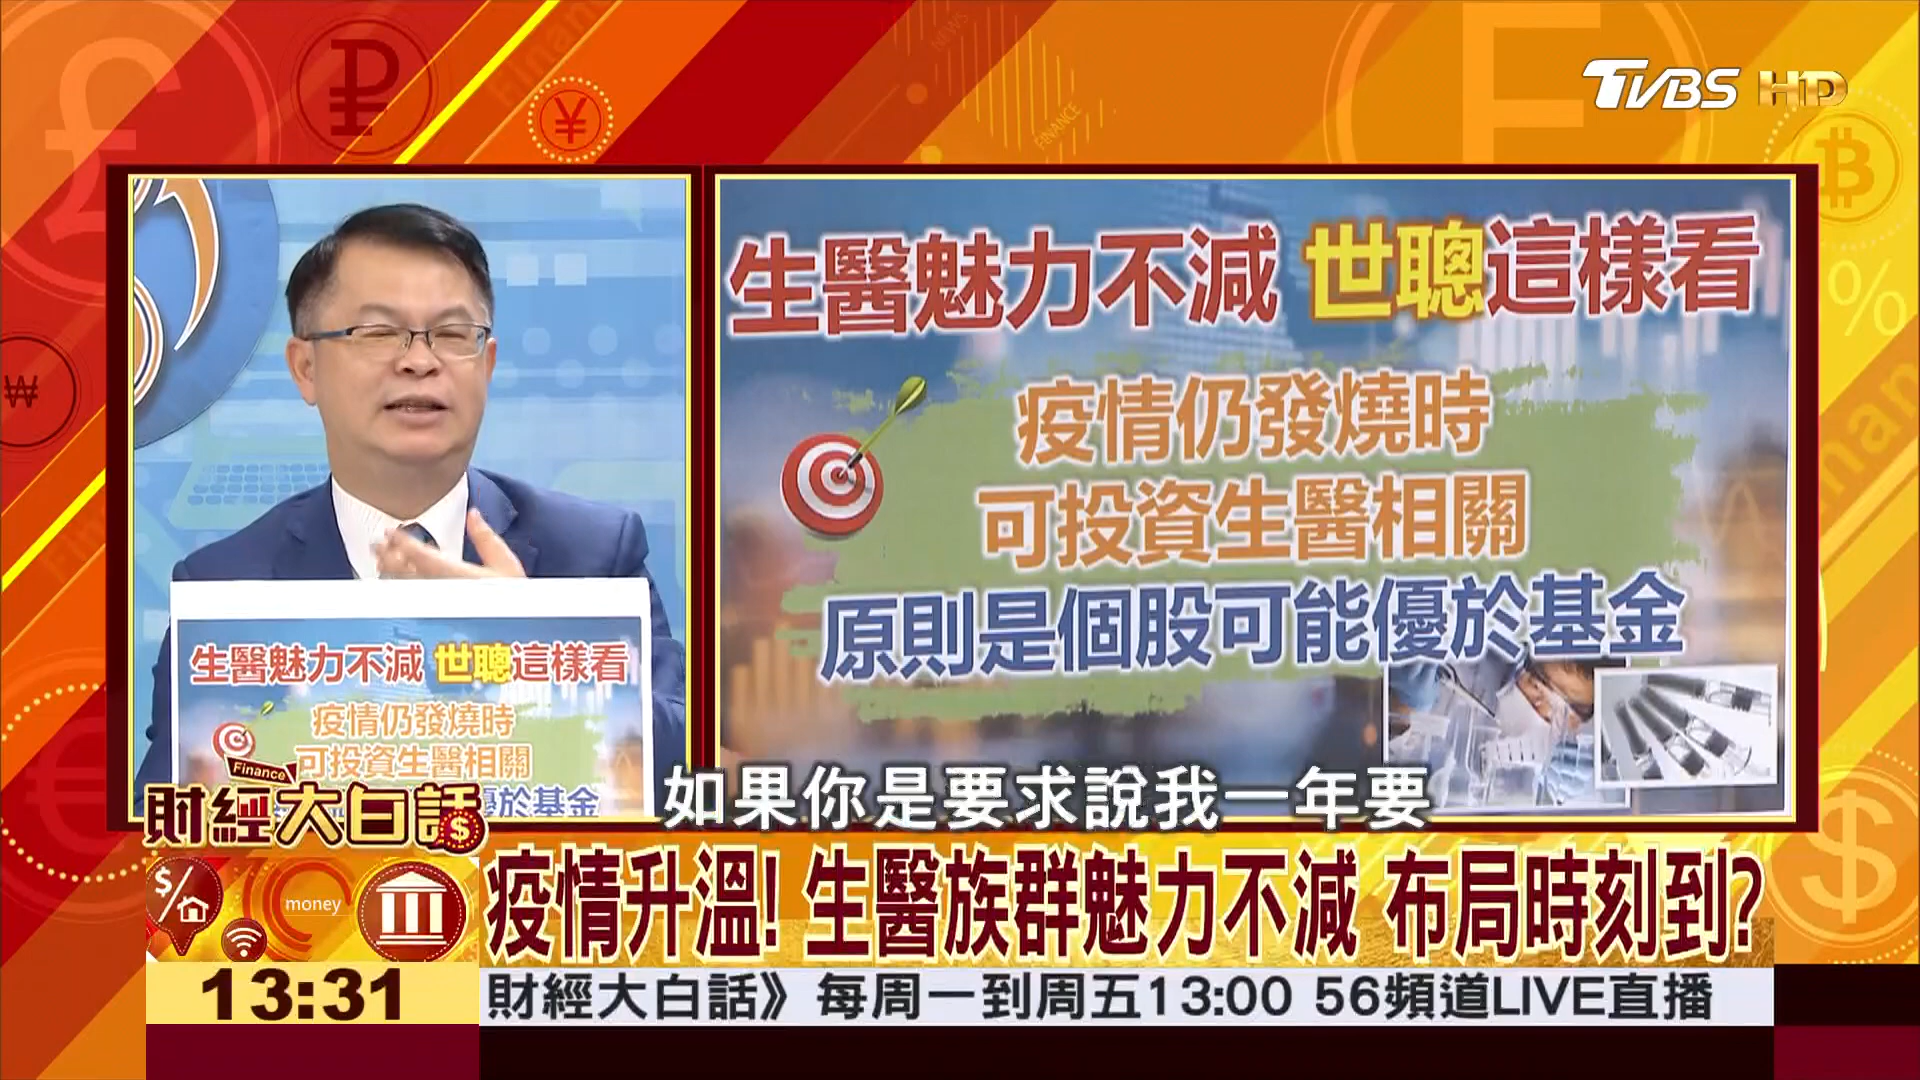 TVBS HD
生醫魅力不減 世聰這樣看
疫情仍發燒時
可投資生醫相關
原則是個股可能優於基金
生醫魅力不減 世聰這樣看
疫情仍發燒時
可投資生醫相關
優於基金
Finance
財經大白話
如果你是要求說我一年要
$/
money
疫情升溫! 生醫族群魅力不減 布局時刻到?
13:31
財經大白話》每周一到周五13:00 56頻道LIVE直播
FINANCE